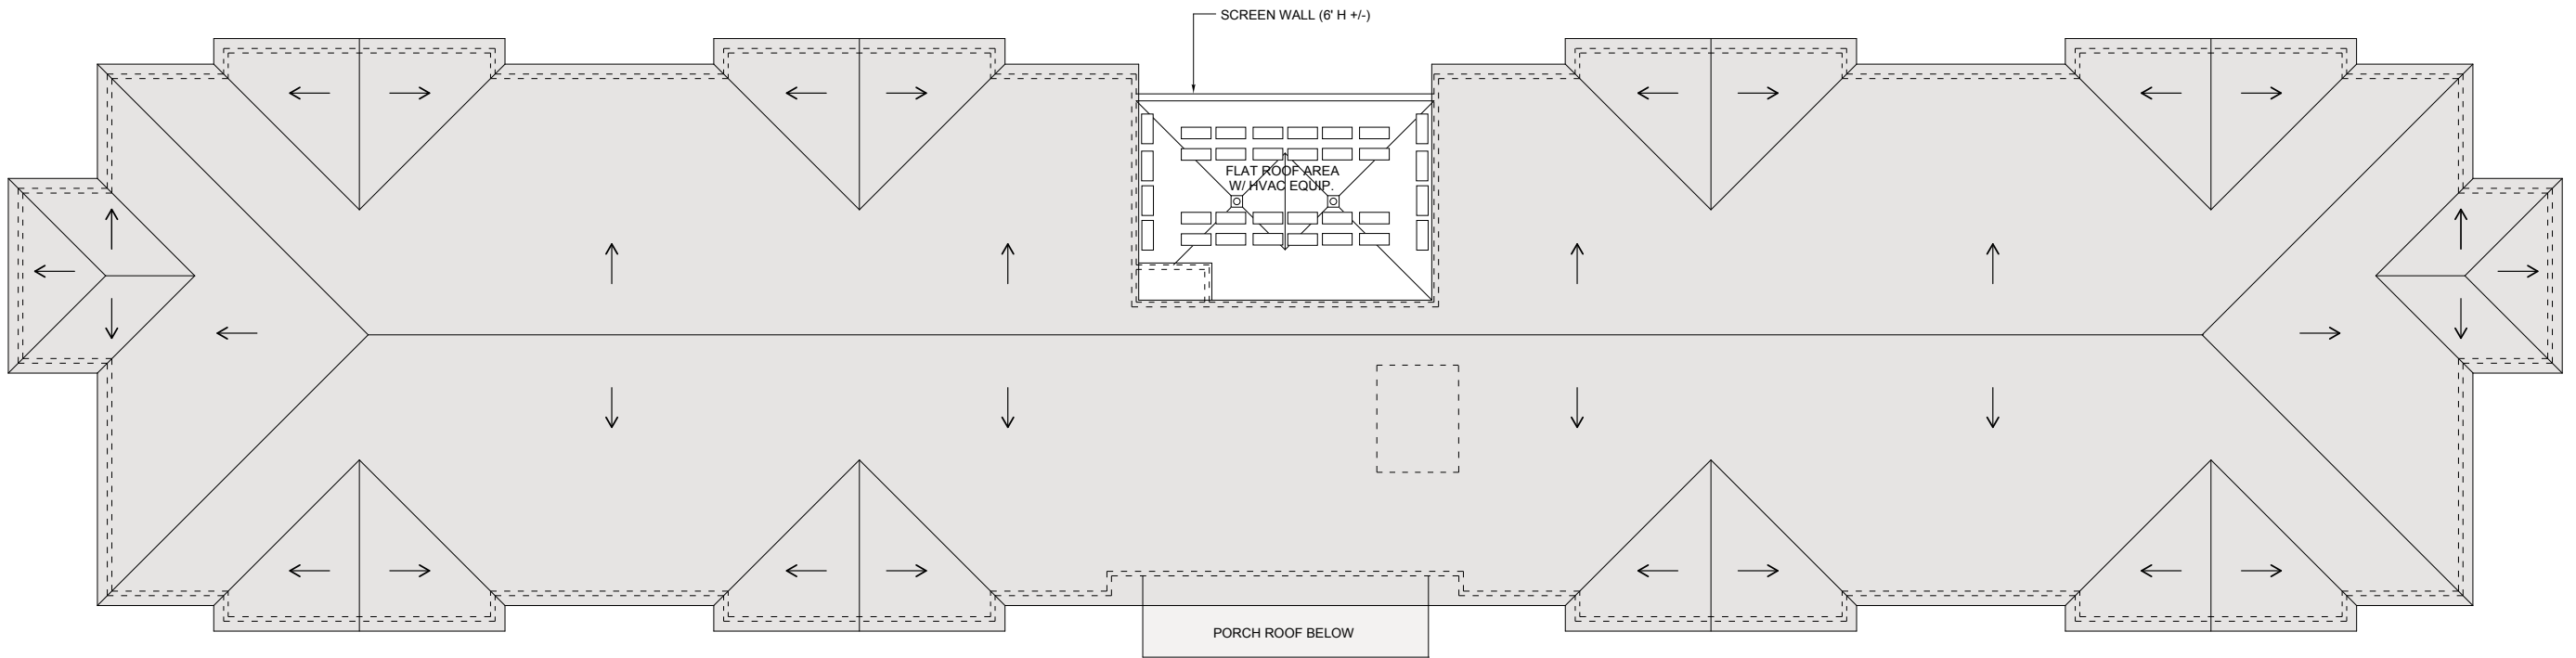 SCREEN WALL (6' H +/-)
FLAT ROOF AREA
W/ HVAC EQUIP.
PORCH ROOF BELOW